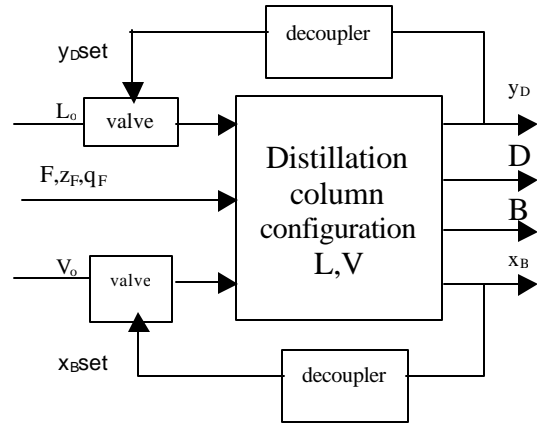 decoupler
yDset
yD
Lo
valve
Distillation
column
configuration
L,V
D
F,zF,qF
B
Vo
valve
xB
xBset
decoupler